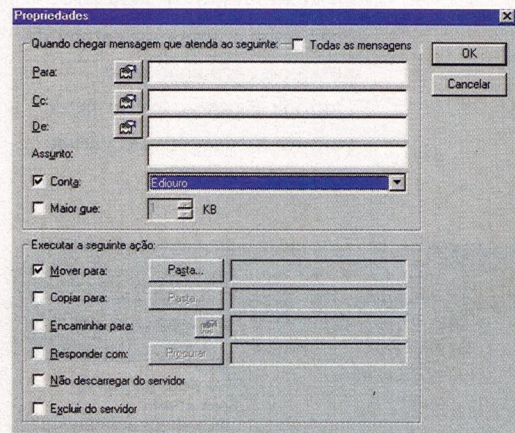 Propriedades
Quando chegar mensagem que atenda ao seguinte: Todas as mensagens
OK
Para:
Cancelar
Cc:
De:
Assunto:
Conta: Ediouro
Maior que: KB
Executar a seguinte ação:
Mover para: Pasta...
Copiar para: Pasta...
Encaminhar para:
Responder com: Procurar
Não descarregar do servidor
Excluir do servidor